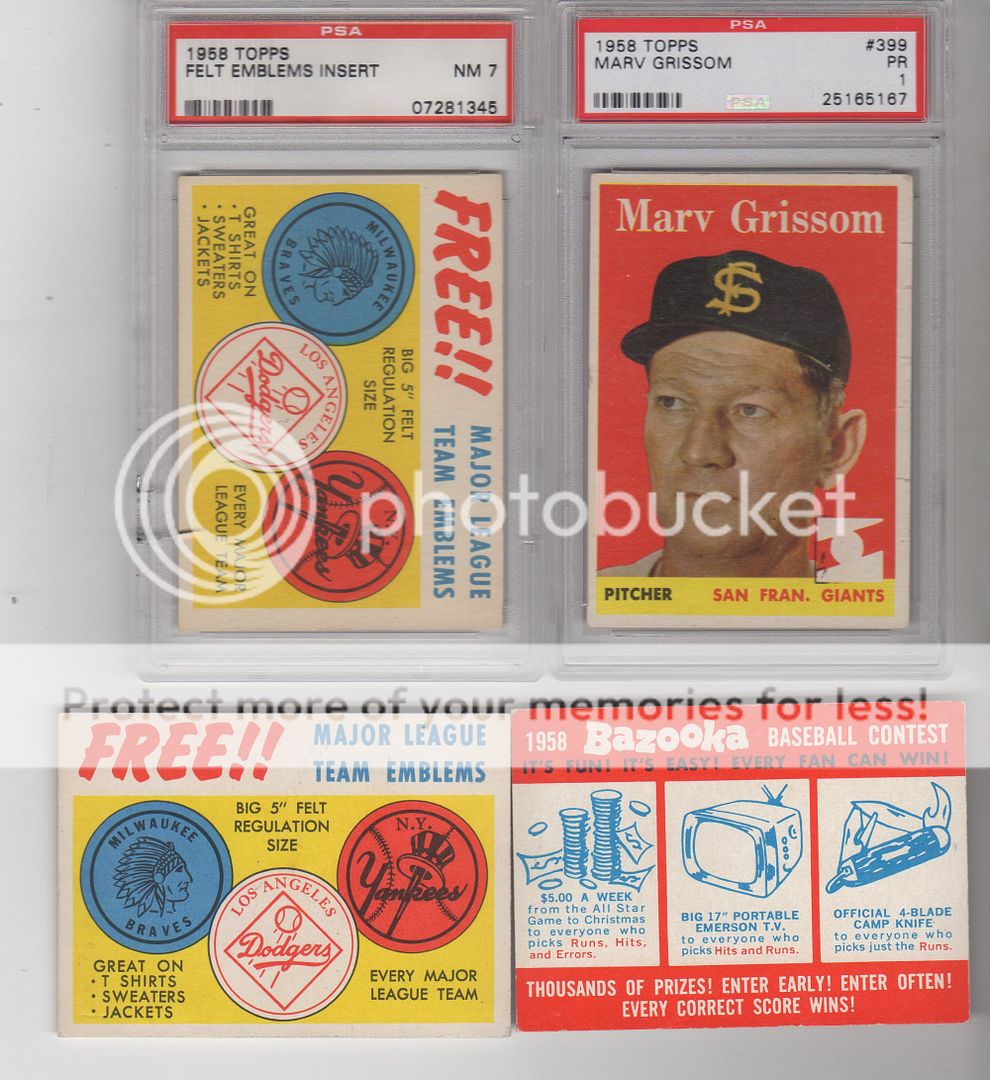 PSA
1958 TOPPS
FELT EMBLEMS INSERT
NM 7
07281345
PSA
1958 TOPPS #399
MARV GRISSOM PR
1
PSA
25165167
FREE!!
MAJOR LEAGUE
TEAM EMBLEMS
MILWAUKEE
BRAVES
BIG 5" FELT
REGULATION
SIZE
LOS ANGELES
Dodgers
N.Y.
Yankees
GREAT ON
• T SHIRTS
• SWEATERS
• JACKETS
EVERY MAJOR
LEAGUE TEAM
Marv Grissom
SF
PITCHER SAN FRAN. GIANTS
photobucket
Protect more of your memories for less!
FREE!!
MAJOR LEAGUE
TEAM EMBLEMS
MILWAUKEE
BRAVES
BIG 5" FELT
REGULATION
SIZE
N.Y.
Yankees
LOS ANGELES
Dodgers
GREAT ON
• T SHIRTS
• SWEATERS
• JACKETS
EVERY MAJOR
LEAGUE TEAM
1958 Bazooka BASEBALL CONTEST
IT'S FUN! IT'S EASY! EVERY FAN CAN WIN!
$5.00 A WEEK
from the All Star
Game to Christmas
to everyone who
picks Runs, Hits,
and Errors.
BIG 17" PORTABLE
EMERSON T.V.
to everyone who
picks Hits and Runs.
OFFICIAL 4-BLADE
CAMP KNIFE
to everyone who
picks just the Runs.
THOUSANDS OF PRIZES! ENTER EARLY! ENTER OFTEN!
EVERY CORRECT SCORE WINS!